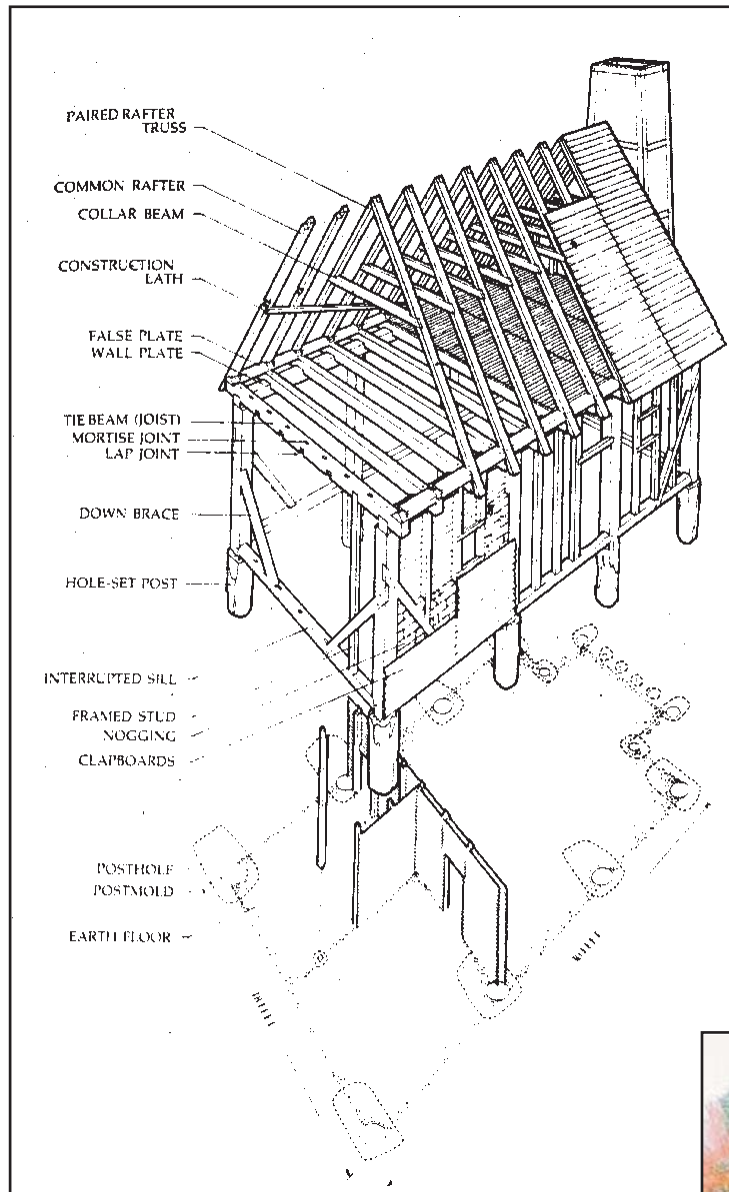 PAIRED RAFTER
TRUSS
COMMON RAFTER
COLLAR BEAM
CONSTRUCTION
LATH
FALSE PLATE
WALL PLATE
TIE BEAM (JOIST)
MORTISE JOINT
LAP JOINT
DOWN BRACE
HOLE-SET POST
INTERRUPTED SILL
FRAMED STUD
NOGGING
CLAPBOARDS
POSTHOLE
POSTMOLD
EARTH FLOOR